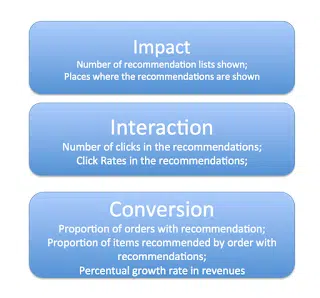 Impact
Number of recommendation lists shown;
Places where the recommendations are shown
Interaction
Number of clicks in the recommendations;
Click Rates in the recommendations;
Conversion
Proportion of orders with recommendation;
Proportion of items recommended by order with
recommendations;
Percentual growth rate in revenues